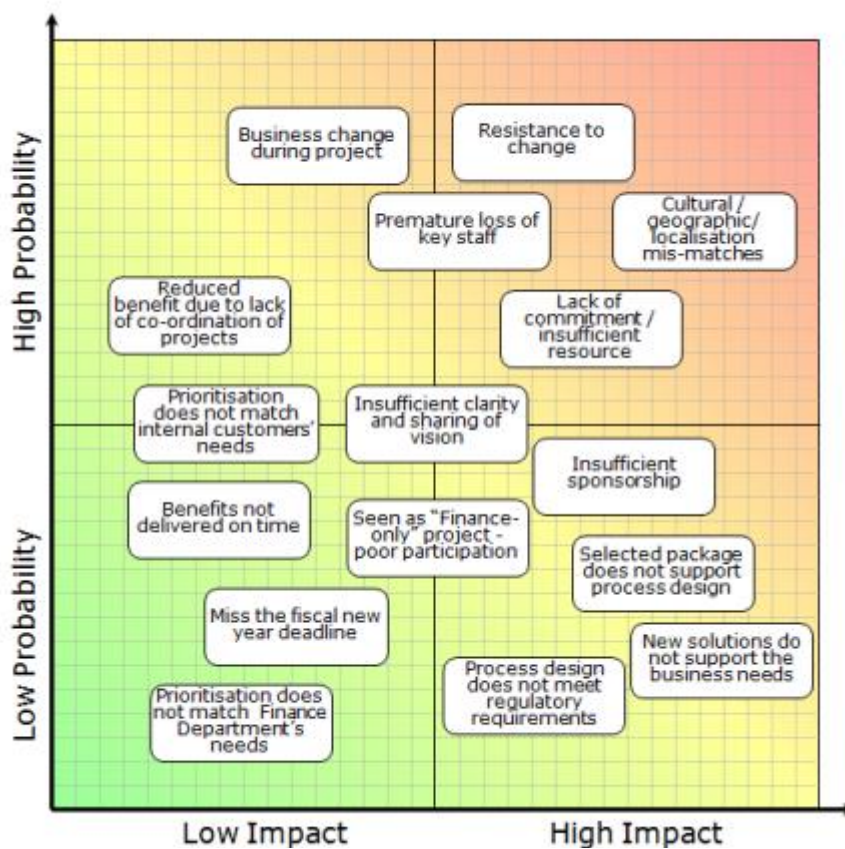 High Probability
Low Probability
Business change
during project
Resistance to
change
Premature loss of
key staff
Cultural /
geographic/
localisation
mis-matches
Reduced
benefit due to lack
of co-ordination of
projects
Lack of
commitment /
insufficient
resource
Prioritisation
does not match
internal customers'
needs
Insufficient clarity
and sharing of
vision
Insufficient
sponsorship
Benefits not
delivered on time
Seen as "Finance-
only" project -
poor participation
Selected package
does not support
process design
Miss the fiscal new
year deadline
New solutions do
not support the
business needs
Process design
does not meet
regulatory
requirements
Prioritisation does
not match Finance
Department's
needs
Low Impact
High Impact